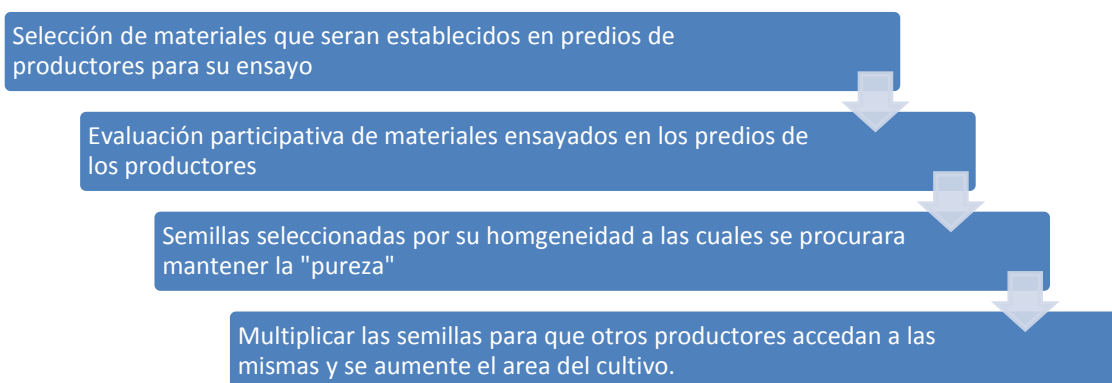 Selección de materiales que seran establecidos en predios de
productores para su ensayo
Evaluación participativa de materiales ensayados en los predios de
los productores
Semillas seleccionadas por su homgeneidad a las cuales se procurara
mantener la "pureza"
Multiplicar las semillas para que otros productores accedan a las
mismas y se aumente el area del cultivo.